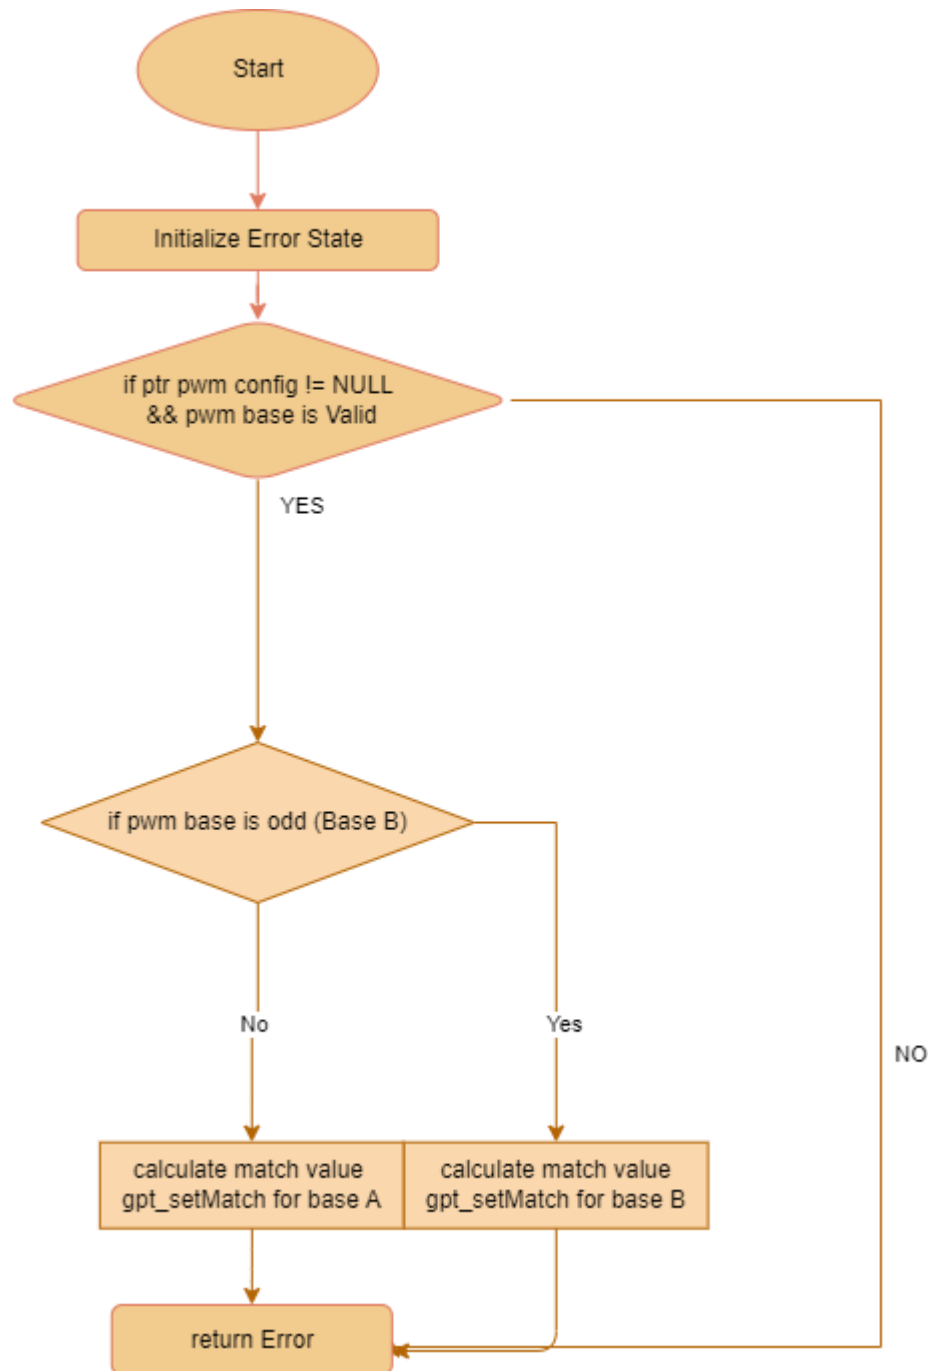 Start
Initialize Error State
if ptr pwm config != NULL
&& pwm base is Valid
YES
if pwm base is odd (Base B)
No
Yes
NO
calculate match value
gpt_setMatch for base A
calculate match value
gpt_setMatch for base B
return Error